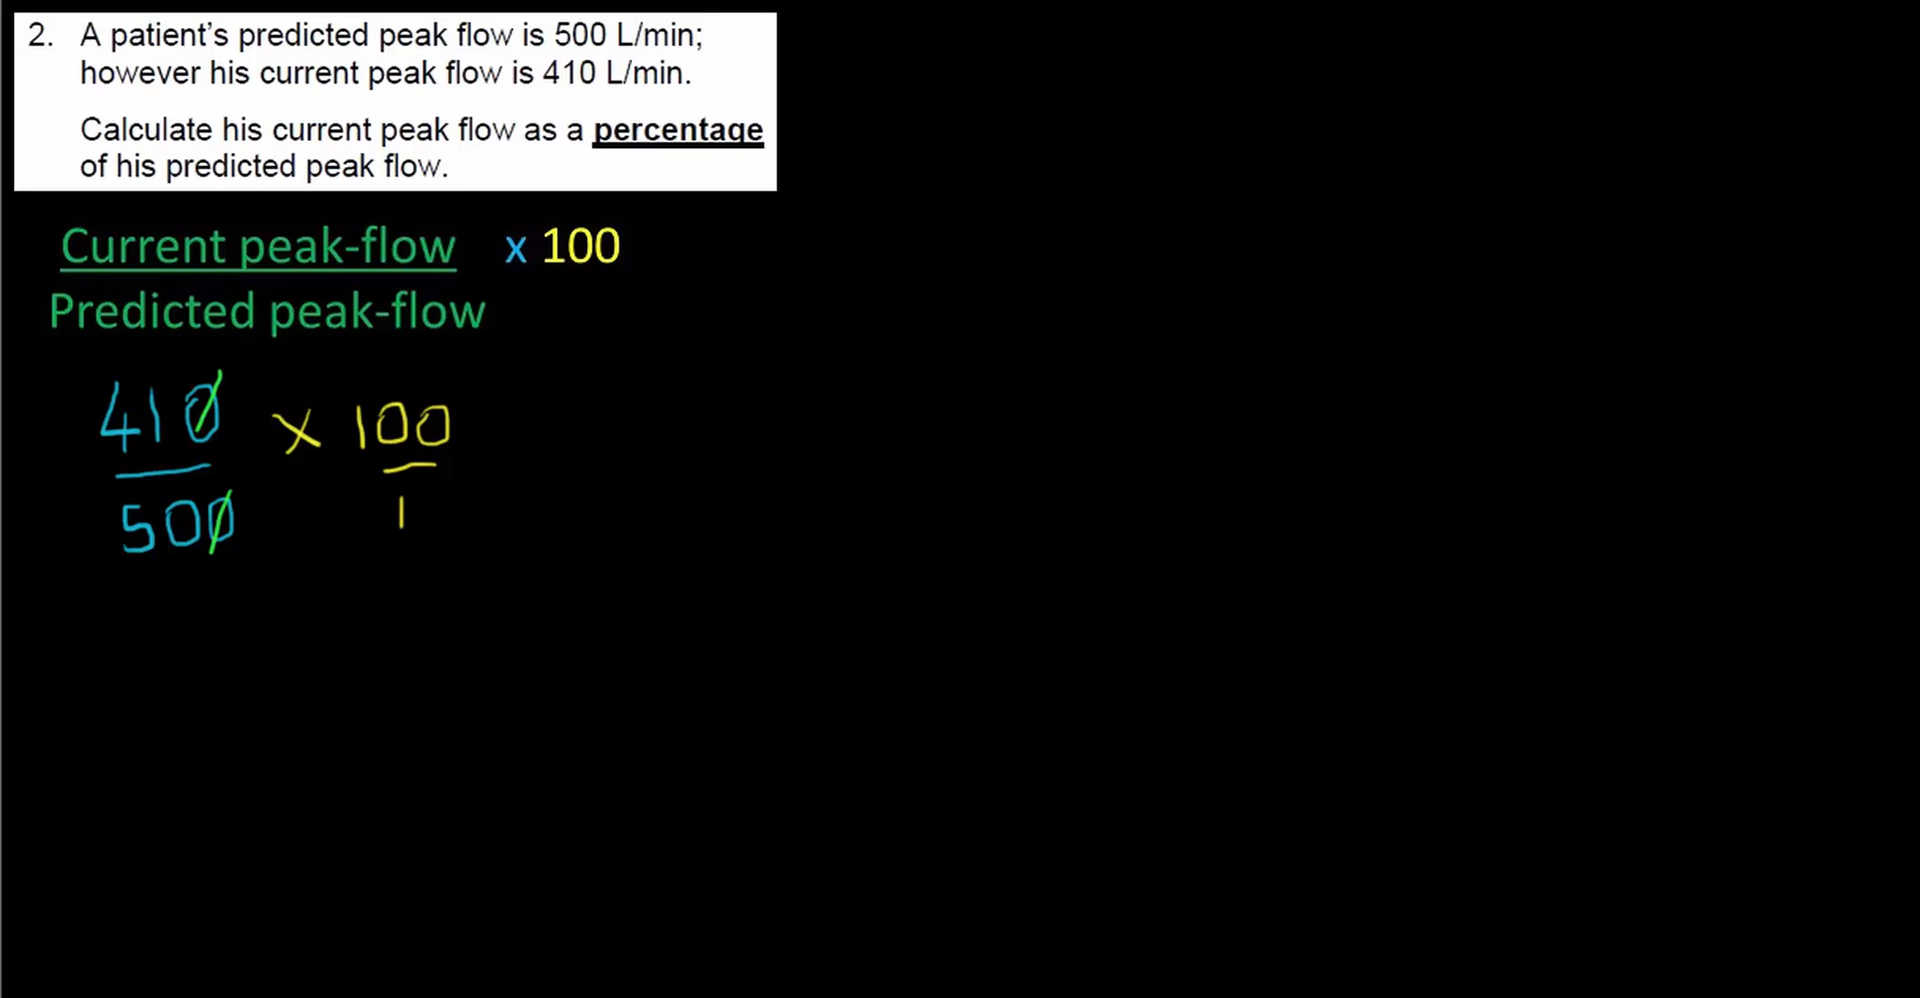 2. A patient's predicted peak flow is 500 L/min;
however his current peak flow is 410 L/min.
Calculate his current peak flow as a percentage
of his predicted peak flow.
Current peak-flow x 100
Predicted peak-flow
410 x 100
500 1